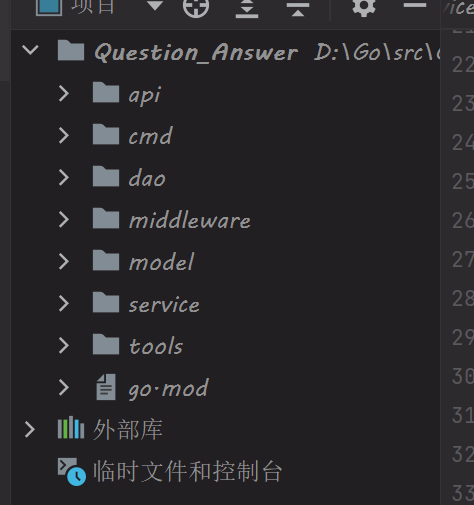 项目
Question_Answer D:\Go\src\
api
cmd
dao
middleware
model
service
tools
go.mod
外部库
临时文件和控制台
vice
22
23
24
25
26
27
28
29
30
31
32
33